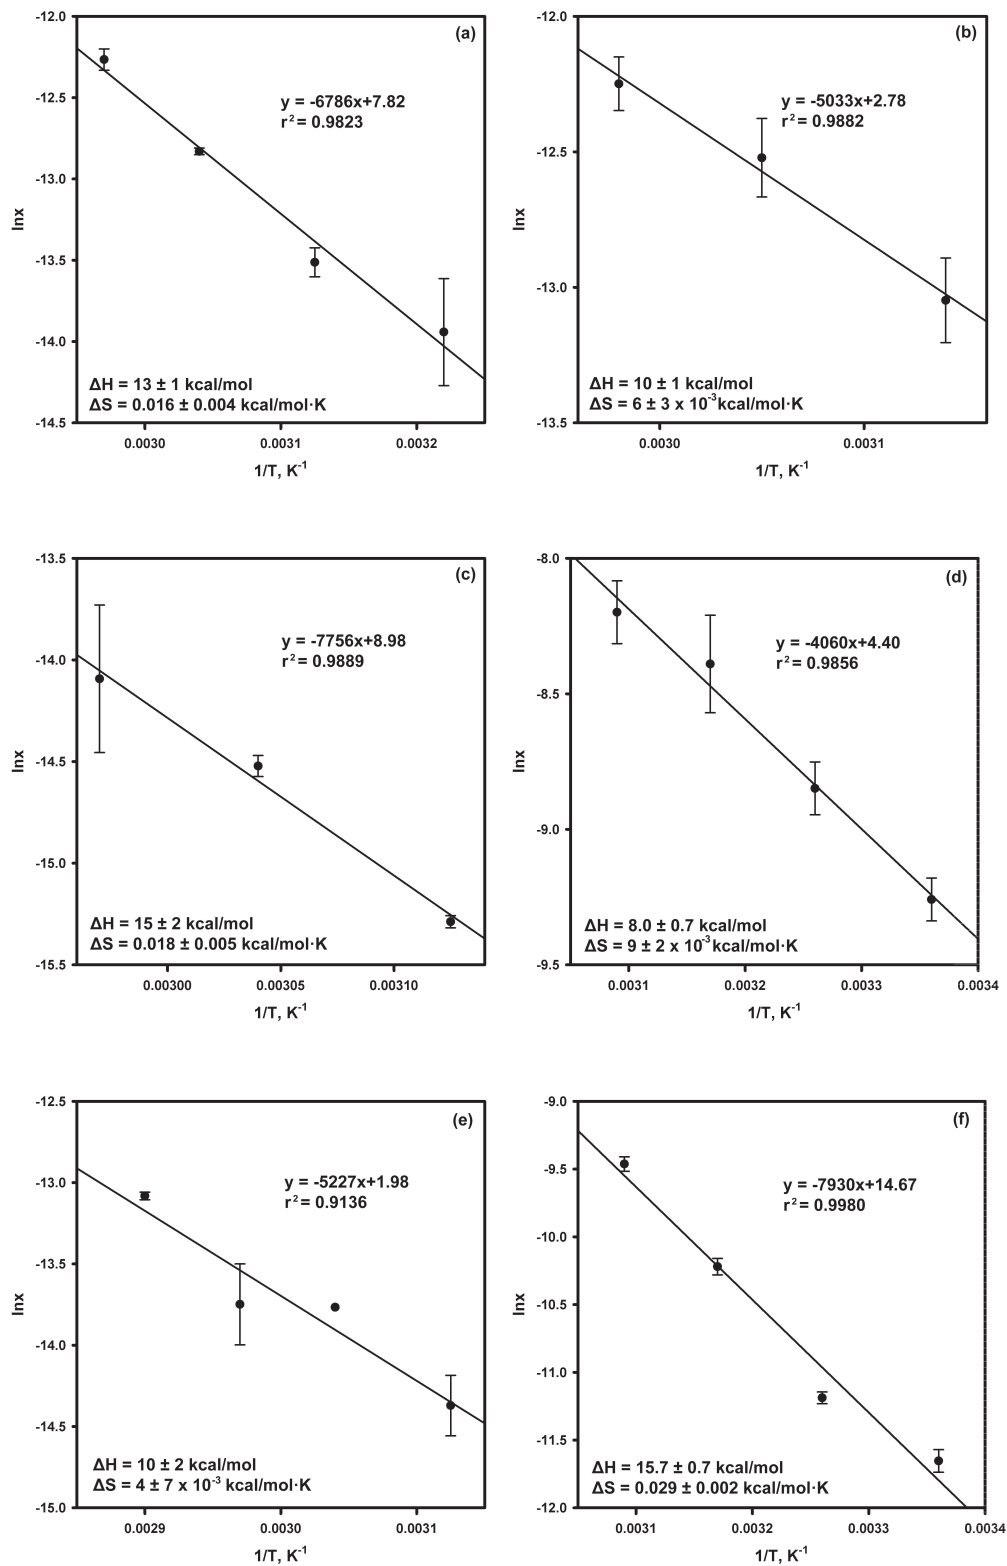 (a)
y = -6786x+7.82
r² = 0.9823
ΔH = 13 ± 1 kcal/mol
ΔS = 0.016 ± 0.004 kcal/mol·K
-12.0
-12.5
-13.0
-13.5
-14.0
-14.5
lnx
0.0030 0.0031 0.0032
1/T, K⁻¹
(b)
y = -5033x+2.78
r² = 0.9882
ΔH = 10 ± 1 kcal/mol
ΔS = 6 ± 3 x 10⁻³kcal/mol·K
-12.0
-12.5
-13.0
-13.5
lnx
0.0030 0.0031
1/T, K⁻¹
(c)
y = -7756x+8.98
r² = 0.9889
ΔH = 15 ± 2 kcal/mol
ΔS = 0.018 ± 0.005 kcal/mol·K
-13.5
-14.0
-14.5
-15.0
-15.5
lnx
0.00300 0.00305 0.00310
1/T, K⁻¹
(d)
y = -4060x+4.40
r² = 0.9856
ΔH = 8.0 ± 0.7 kcal/mol
ΔS = 9 ± 2 x 10⁻³kcal/mol·K
-8.0
-8.5
-9.0
-9.5
lnx
0.0031 0.0032 0.0033 0.0034
1/T, K⁻¹
(e)
y = -5227x+1.98
r² = 0.9136
ΔH = 10 ± 2 kcal/mol
ΔS = 4 ± 7 x 10⁻³ kcal/mol·K
-12.5
-13.0
-13.5
-14.0
-14.5
-15.0
lnx
0.0029 0.0030 0.0031
1/T, K⁻¹
(f)
y = -7930x+14.67
r² = 0.9980
ΔH = 15.7 ± 0.7 kcal/mol
ΔS = 0.029 ± 0.002 kcal/mol·K
-9.0
-9.5
-10.0
-10.5
-11.0
-11.5
-12.0
lnx
0.0031 0.0032 0.0033 0.0034
1/T, K⁻¹